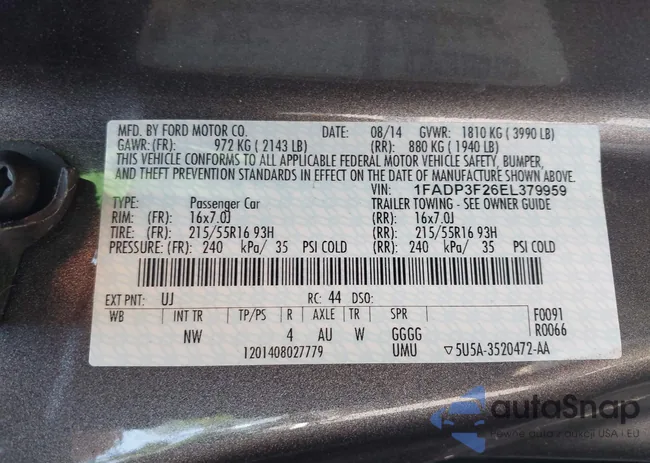 MFD. BY FORD MOTOR CO. DATE: 08/14 GVWR: 1810 KG ( 3990 LB)
GAWR: (FR): 972 KG ( 2143 LB) (RR): 880 KG ( 1940 LB)
THIS VEHICLE CONFORMS TO ALL APPLICABLE FEDERAL MOTOR VEHICLE SAFETY, BUMPER,
AND THEFT PREVENTION STANDARDS IN EFFECT ON THE DATE OF MANUFACTURE SHOWN ABOVE.
VIN: 1FADP3F26EL379959
TYPE: Passenger Car TRAILER TOWING - SEE OWNER GUIDE
RIM: (FR): 16x7.0J (RR): 16x7.0J
TIRE: (FR): 215/55R16 93H (RR): 215/55R16 93H
PRESSURE: (FR): 240 kPa/ 35 PSI COLD (RR): 240 kPa/ 35 PSI COLD
EXT PNT: UJ RC: 44 DSO:
WB INT TR TP/PS R AXLE TR SPR F0091
NW 4 AU W GGGG R0066
1201408027779 UMU ▽5U5A-3520472-AA
autoSnap
Pewne auta z aukcji USA i EU